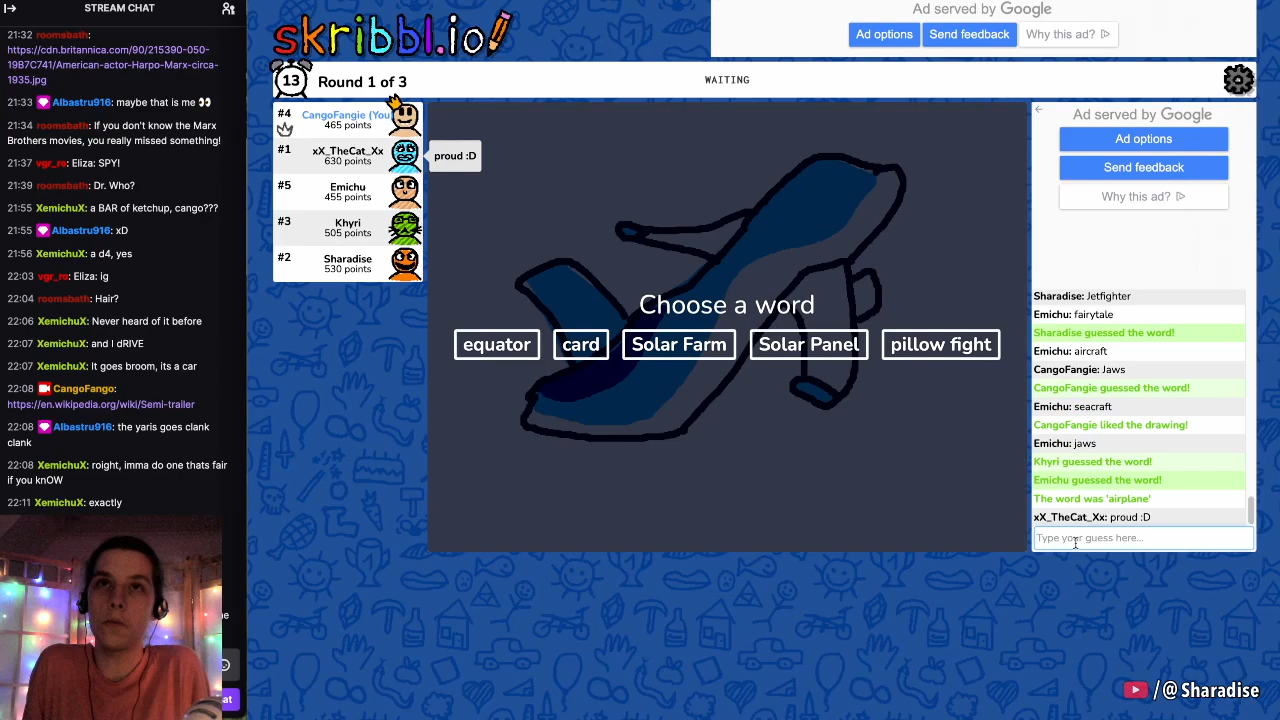 STREAM CHAT
21:32 roomsbath:
https://cdn.britannica.com/90/215390-050-
19B7C741/American-actor-Harpo-Marx-circa-
1935.jpg
Albastru916: maybe that is me 👀
roomsbath: If you don't know the Marx
Brothers movies, you really missed something!
21:37 vgr_ro: Eliza: SPY!
21:39 roomsbath: Dr. Who?
21:55 XemichuX: a BAR of ketchup, cango???
21:55 Albastru916: xD
21:56 XemichuX: a d4, yes
22:03 vgr_ro: Eliza: ig
22:04 roomsbath: Hair?
22:06 XemichuX: Never heard of it before
22:07 XemichuX: and I dRIVE
22:07 XemichuX: It goes broom, its a car
22:08 CangoFango:
https://en.wikipedia.org/wiki/Semi-trailer
22:08 Albastru916: the yaris goes clank
clank
22:08 XemichuX: roight, imma do one thats fair
if you knOW
22:11 XemichuX: exactly
skribbl.io
Ad served by Google
Ad options
Send feedback
Why this ad?
13
Round 1 of 3
WAITING
#4 CangoFangie (You
465 points
#1 xX_TheCat_Xx
630 points
proud :D
#5 Emichu
455 points
#3 Khyri
505 points
#2 Sharadise
530 points
Choose a word
equator card Solar Farm Solar Panel pillow fight
Ad served by Google
Ad options
Send feedback
Why this ad?
Sharadise: Jetfighter
Emichu: fairytale
Sharadise guessed the word!
Emichu: aircraft
CangoFangie: Jaws
CangoFangie guessed the word!
Emichu: seacraft
CangoFangie liked the drawing!
Emichu: jaws
Khyri guessed the word!
Emichu guessed the word!
The word was 'airplane'
xX_TheCat_Xx: proud :D
Type your guess here...
/@Sharadise